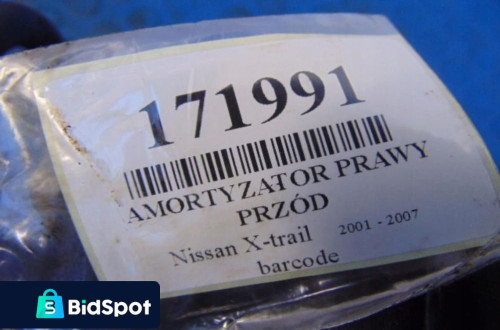 171991
AMORTYZATOR PRAWY
PRZÓD
Nissan X-trail 2001 - 2007
barcode
S BidSpot